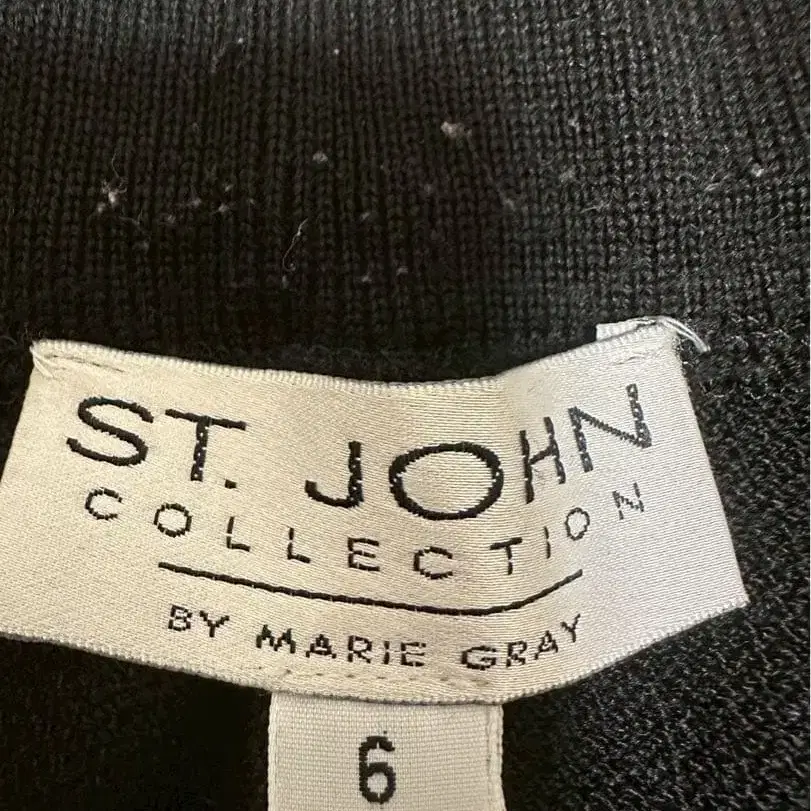 ST. JOHN
COLLECTION
BY MARIE GRAY
6